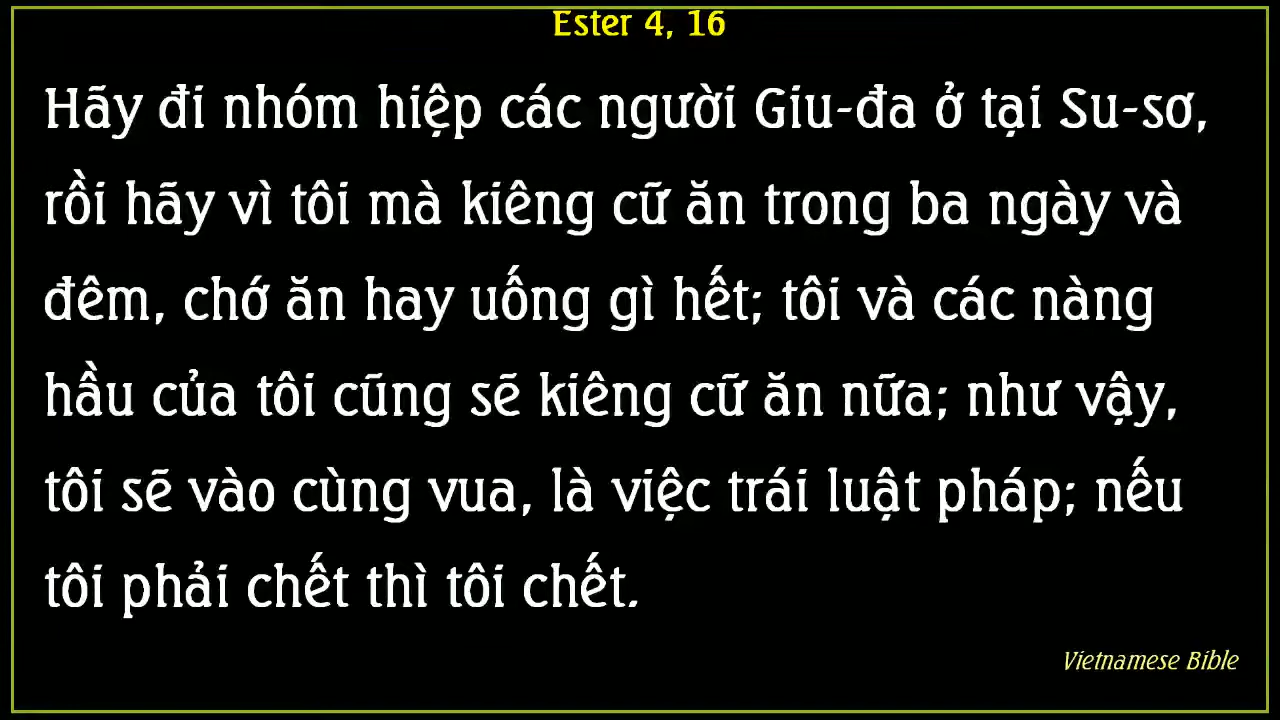 Ester 4, 16
Hãy đi nhóm hiệp các người Giu-đa ở tại Su-sơ,
rồi hãy vì tôi mà kiêng cữ ăn trong ba ngày và
đêm, chớ ăn hay uống gì hết; tôi và các nàng
hầu của tôi cũng sẽ kiêng cữ ăn nữa; như vậy,
tôi sẽ vào cùng vua, là việc trái luật pháp; nếu
tôi phải chết thì tôi chết.
Vietnamese Bible